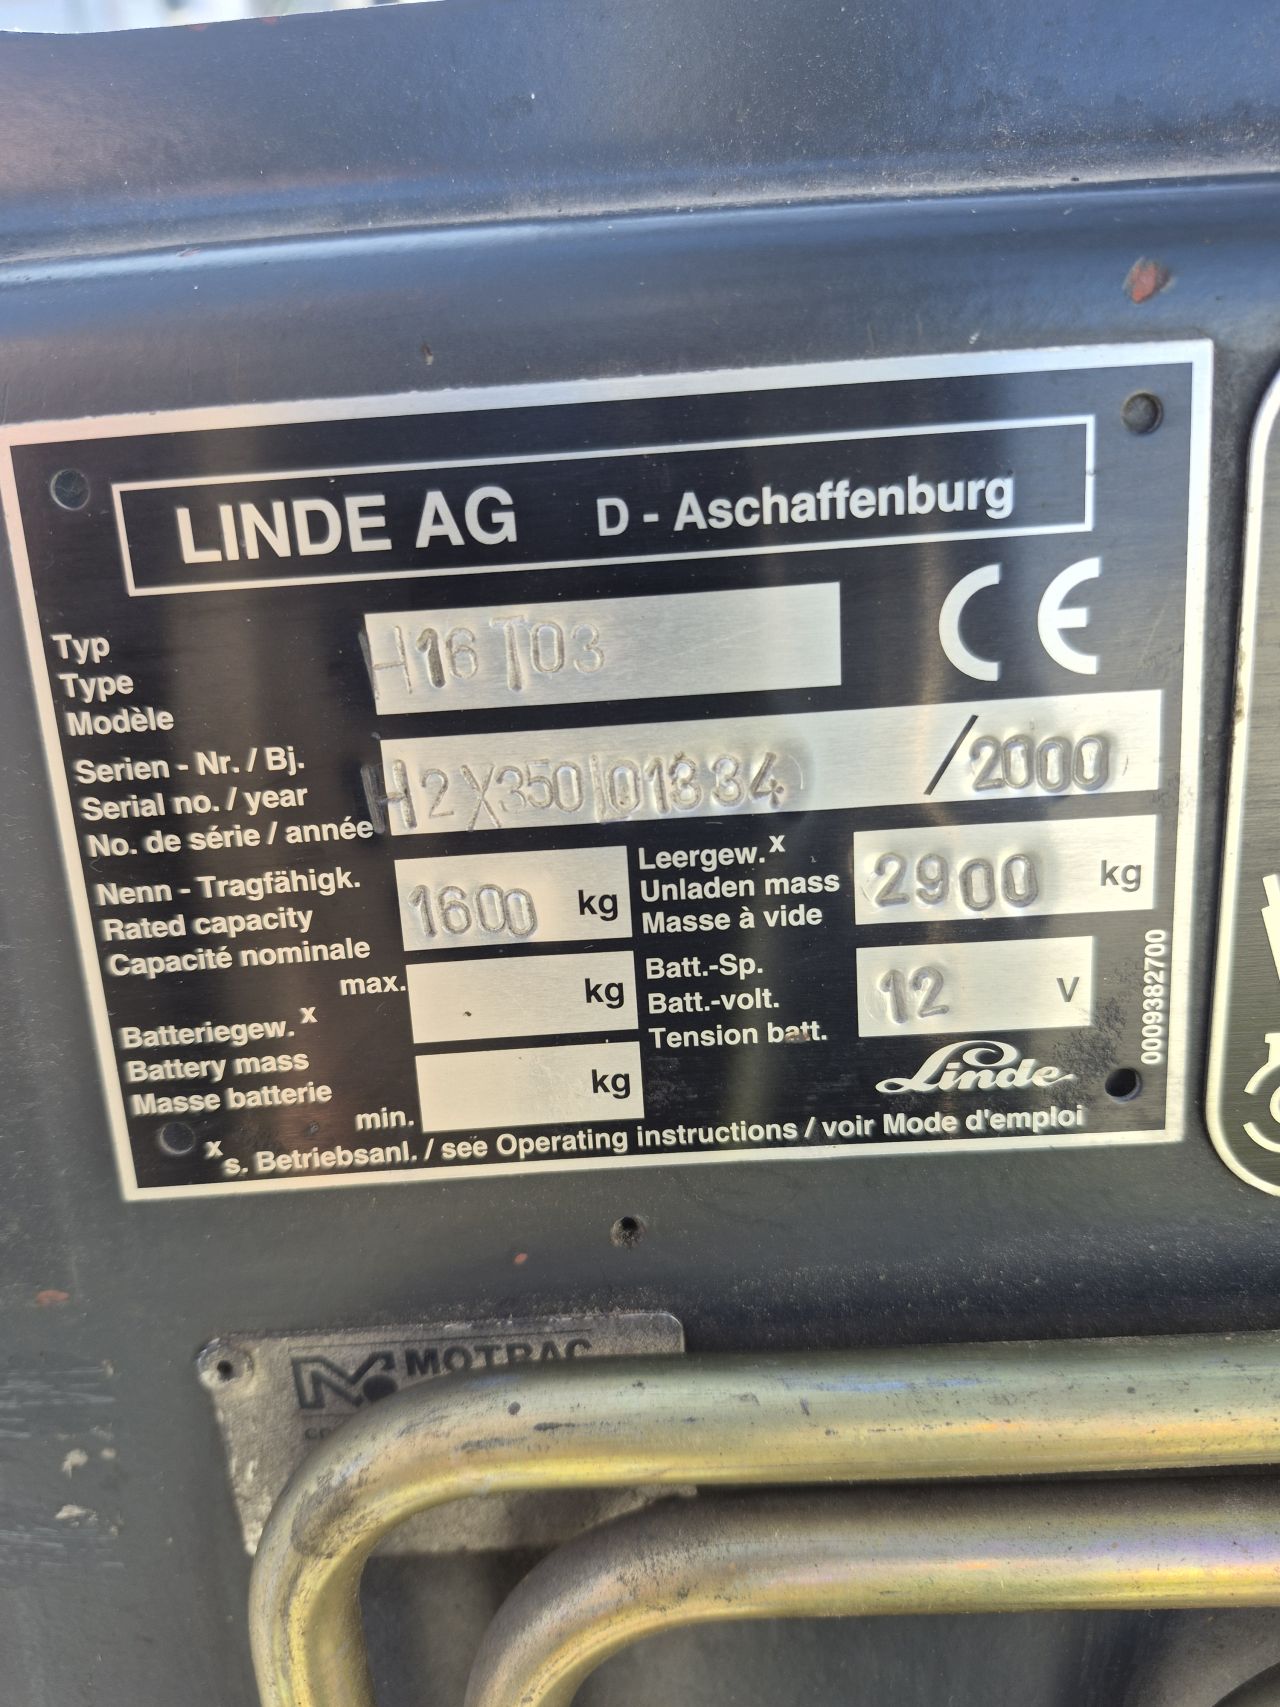 LINDE AG D - Aschaffenburg
CE
Typ
Type
Modèle
H16T03
Serien - Nr. / Bj.
Serial no. / year
No. de série / année
H2X350L01334 /2000
Nenn - Tragfähigk.
Rated capacity
Capacité nominale
1600 kg
Leergew.x
Unladen mass
Masse à vide
2900 kg
max. kg
Batteriegew. x
Battery mass
Masse batterie
min. kg
Batt.-Sp.
Batt.-volt.
Tension batt.
12 V
Linde
0009382700
x s. Betriebsanl. / see Operating instructions / voir Mode d'emploi
MOTRAC